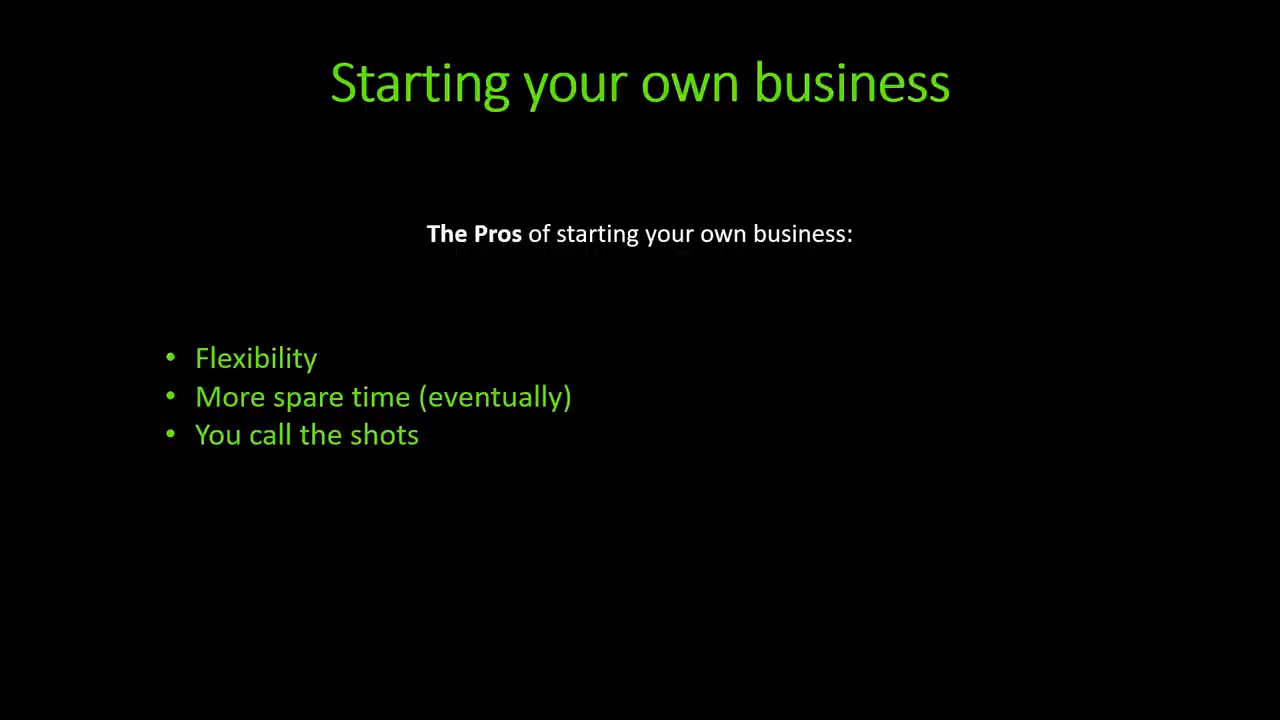 Starting your own business
The Pros of starting your own business:
• Flexibility
• More spare time (eventually)
• You call the shots